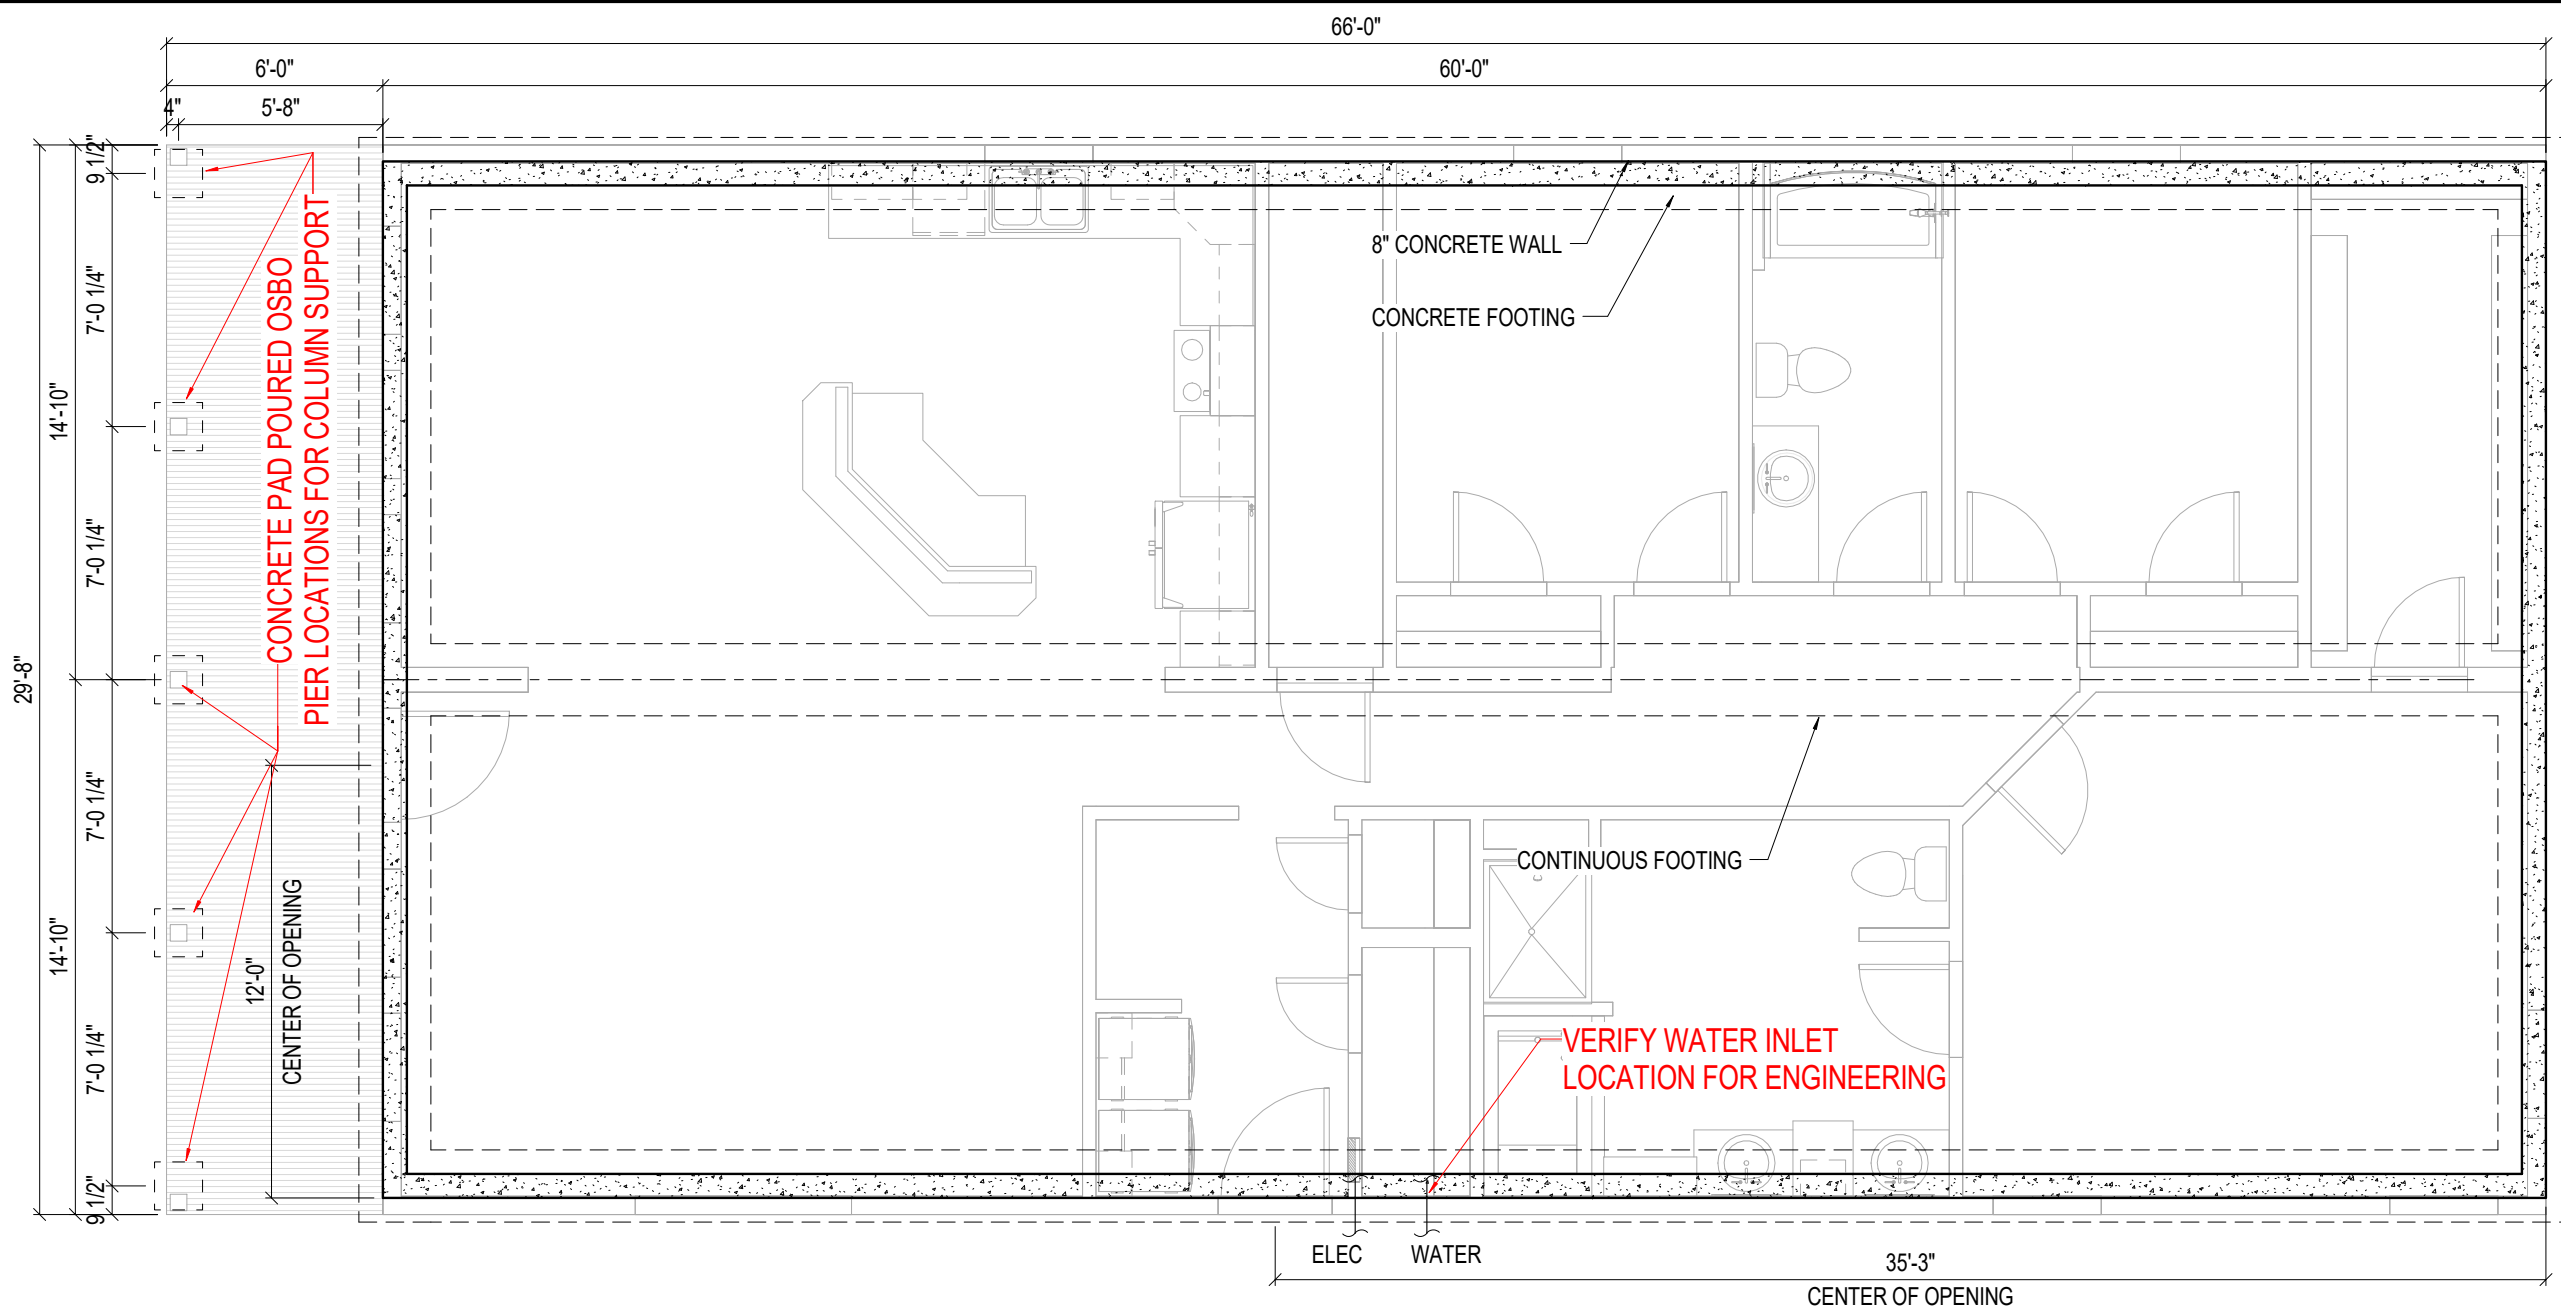 66'-0"
6'-0"
60'-0"
4"
5'-8"
9 1/2"
7'-0 1/4"
14'-10"
7'-0 1/4"
29'-8"
7'-0 1/4"
14'-10"
7'-0 1/4"
9 1/2"
CONCRETE PAD POURED OSBO
PIER LOCATIONS FOR COLUMN SUPPORT
8" CONCRETE WALL
CONCRETE FOOTING
CONTINUOUS FOOTING
12'-0"
CENTER OF OPENING
VERIFY WATER INLET
LOCATION FOR ENGINEERING
ELEC
WATER
35'-3"
CENTER OF OPENING